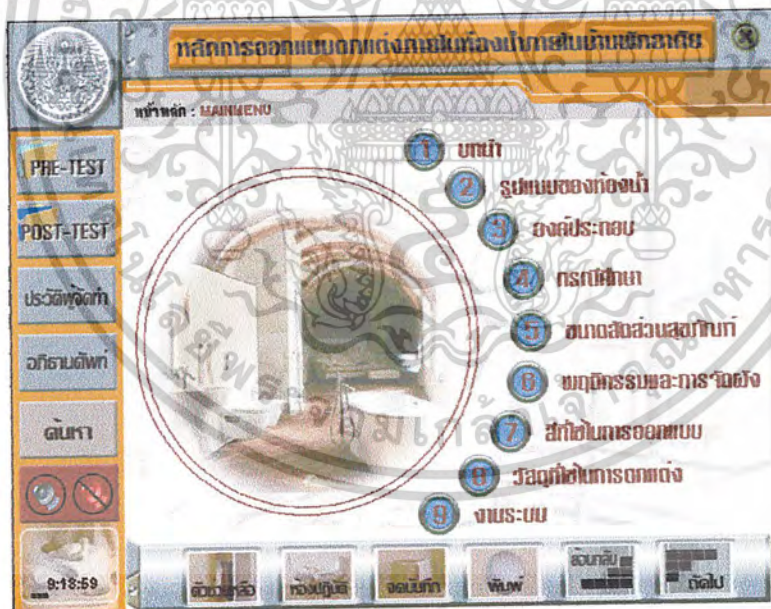 หลักการออกแบบตกแต่งภายในห้องน้ำภายในบ้านพักอาศัย
หน้าหลัก : MAINMENU
PRE-TEST
POST-TEST
ประวัติผู้จัดทำ
อภิธานศัพท์
ค้นหา
9:18:59
1 บทนำ
2 รูปแบบของห้องน้ำ
3 องค์ประกอบ
4 กรณีศึกษา
5 ขนาดสัดส่วนสุขภัณฑ์
6 พฤติกรรมและการจัดผัง
7 สีที่ใช้ในการออกแบบ
8 วัสดุที่ใช้ในการตกแต่ง
9 งานระบบ
ตัวช่วยเหลือ
ห้องปฏิบัติ
จดบันทึก
พิมพ์
ย้อนกลับ
ถัดไป